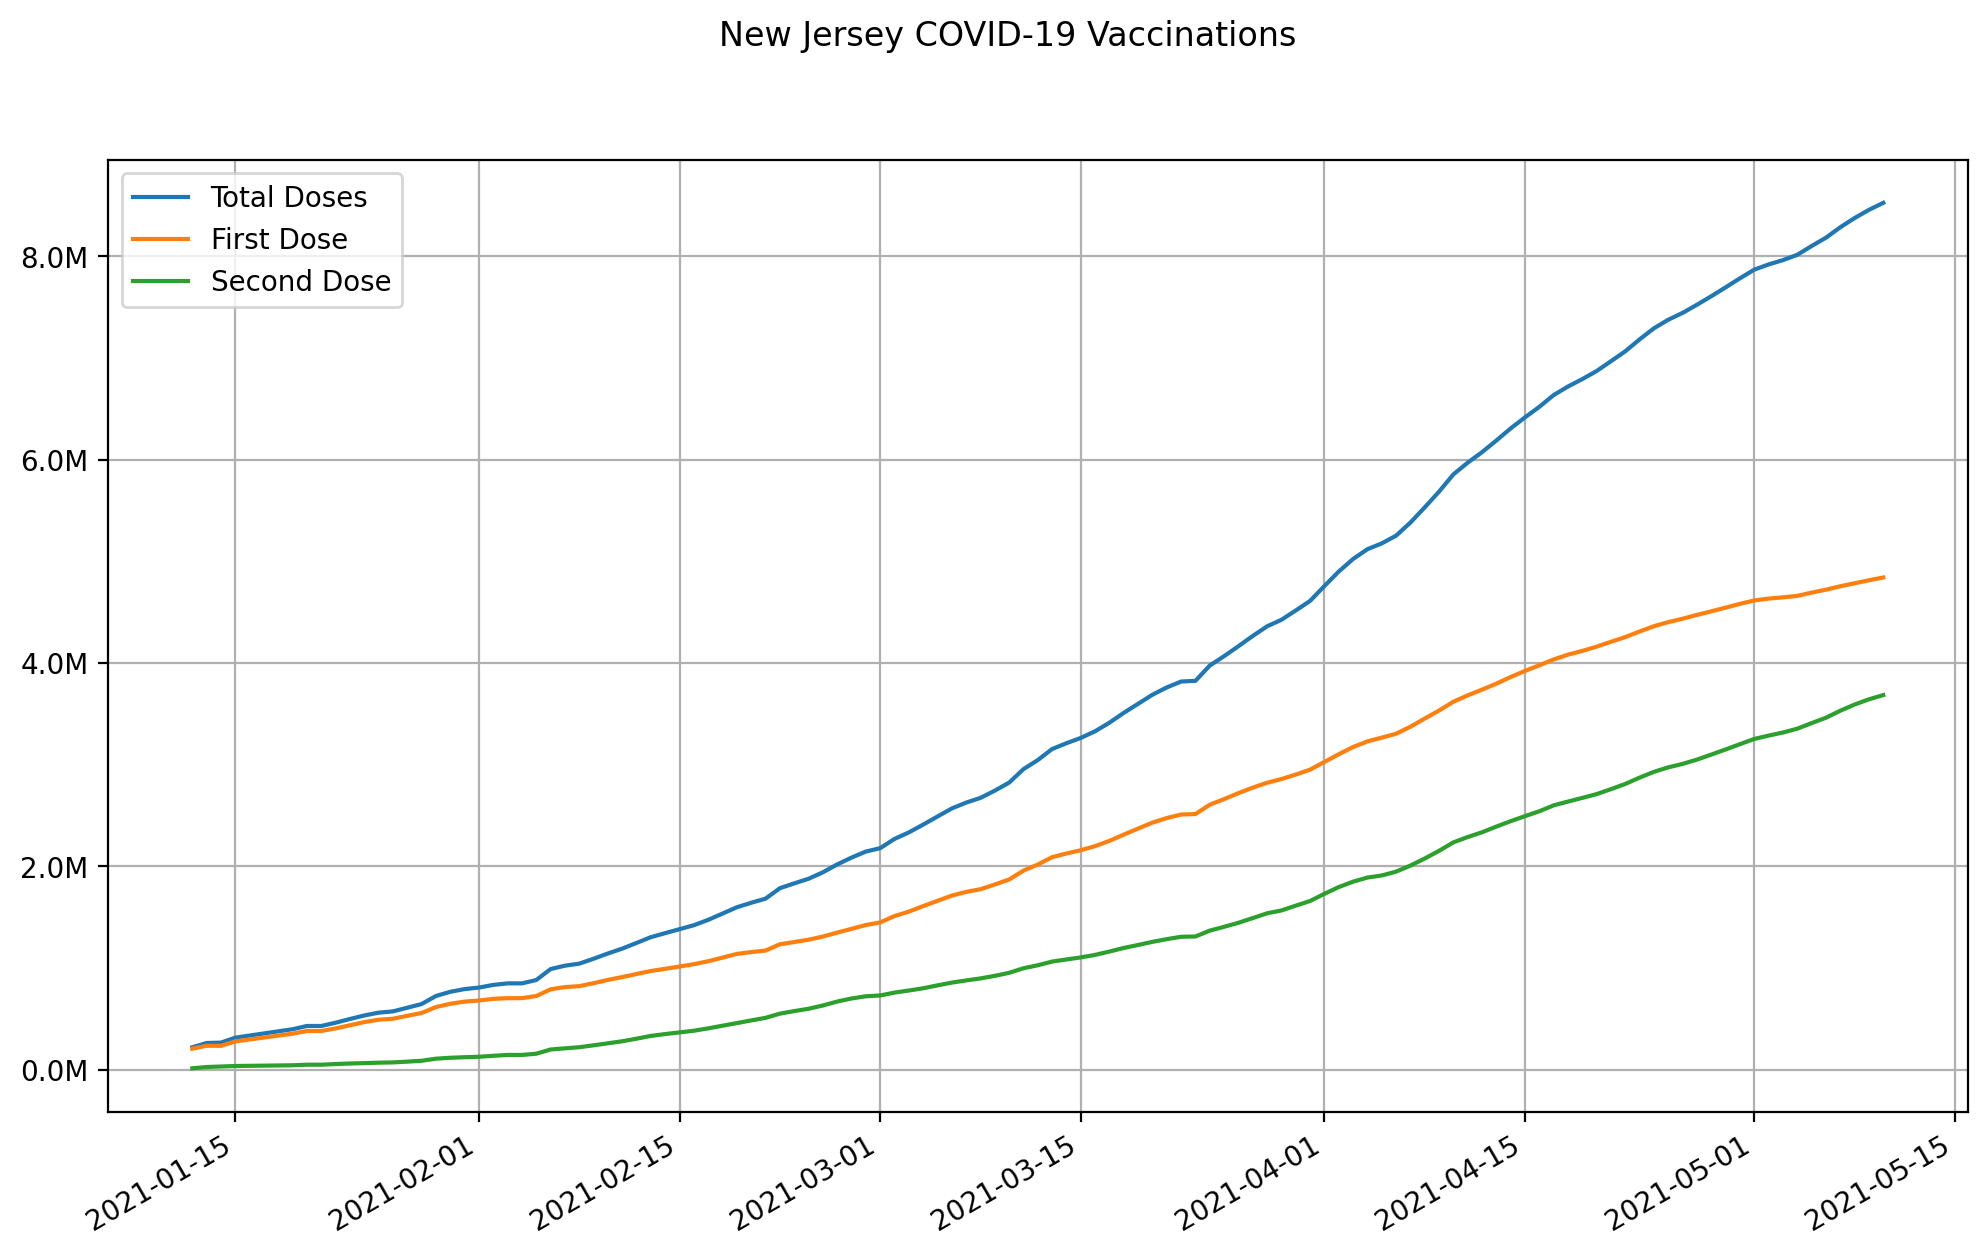 New Jersey COVID-19 Vaccinations
Total Doses
First Dose
Second Dose
8.0M
6.0M
4.0M
2.0M
0.0M
2021-01-15
2021-02-01
2021-02-15
2021-03-01
2021-03-15
2021-04-01
2021-04-15
2021-05-01
2021-05-15